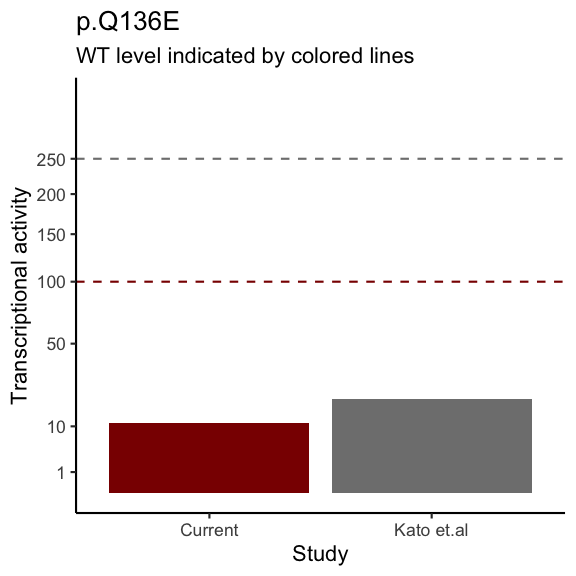 p.Q136E
WT level indicated by colored lines
Transcriptional activity
250
200
150
100
50
10
1
Current
Kato et.al
Study